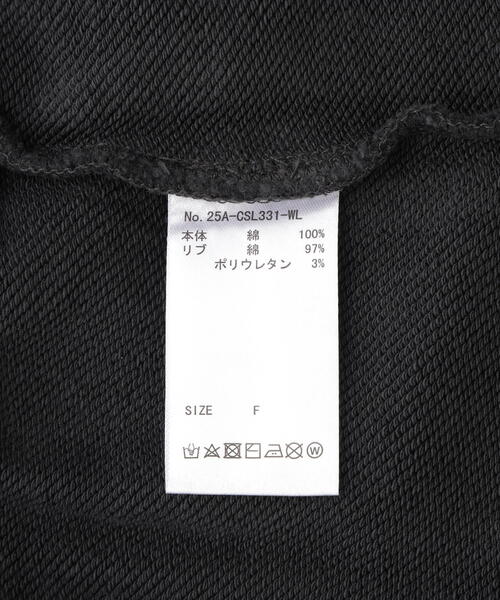 No. 25A-CSL331-WL
本体 綿 100%
リブ 綿 97%
ポリウレタン 3%
SIZE F
W